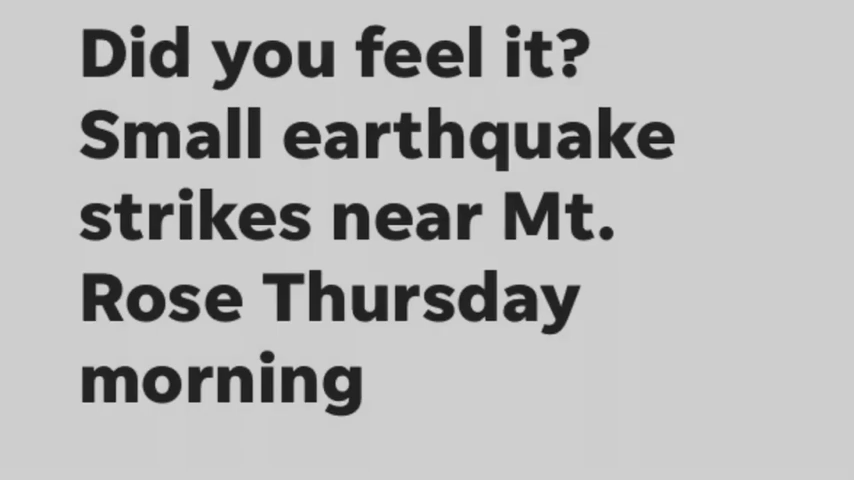 Did you feel it?
Small earthquake
strikes near Mt.
Rose Thursday
morning